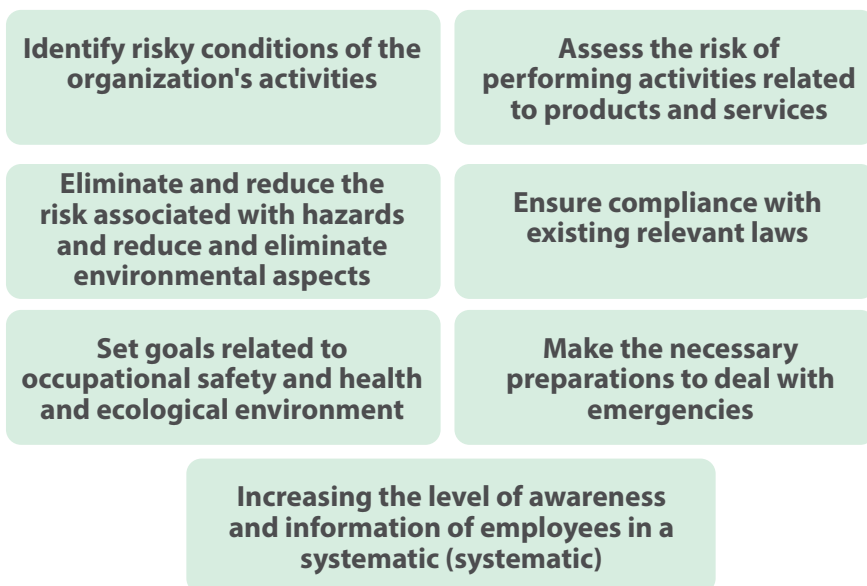 Identify risky conditions of the
organization's activities
Assess the risk of
performing activities related
to products and services
Eliminate and reduce the
risk associated with hazards
and reduce and eliminate
environmental aspects
Ensure compliance with
existing relevant laws
Set goals related to
occupational safety and health
and ecological environment
Make the necessary
preparations to deal with
emergencies
Increasing the level of awareness
and information of employees in a
systematic (systematic)